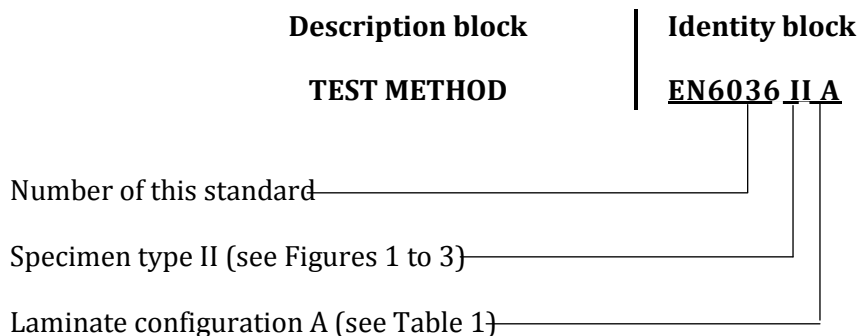 Description block Identity block
TEST METHOD EN6036 II A
Number of this standard
Specimen type II (see Figures 1 to 3)
Laminate configuration A (see Table 1)